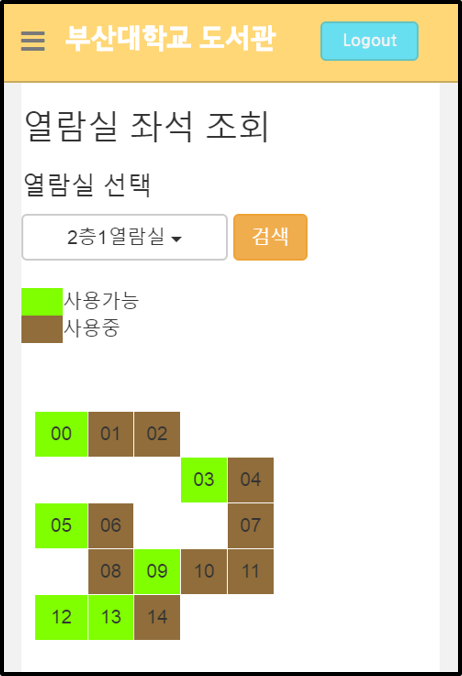 부산대학교 도서관 Logout
열람실 좌석 조회
열람실 선택
2층1열람실 검색
사용가능
사용중
00 01 02
03 04
05 06 07
08 09 10 11
12 13 14